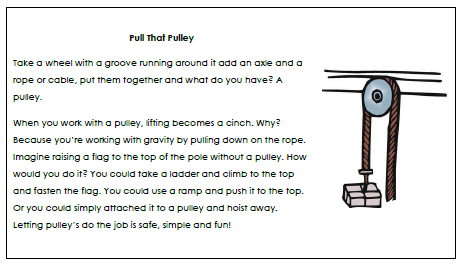 Pull That Pulley
Take a wheel with a groove running around it add an axle and a
rope or cable, put them together and what do you have? A
pulley.
When you work with a pulley, lifting becomes a cinch. Why?
Because you're working with gravity by pulling down on the rope.
Imagine raising a flag to the top of the pole without a pulley. How
would you do it? You could take a ladder and climb to the top
and fasten the flag. You could use a ramp and push it to the top.
Or you could simply attached it to a pulley and hoist away.
Letting pulley's do the job is safe, simple and fun!